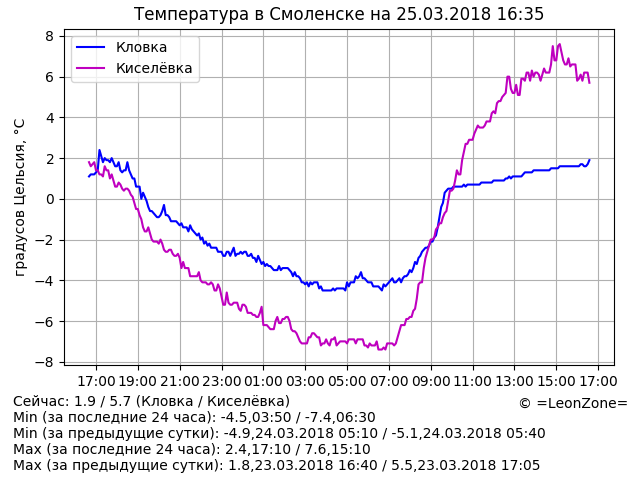 Температура в Смоленске на 25.03.2018 16:35
Кловка
Киселёвка
градусов Цельсия, °C
8
6
4
2
0
−2
−4
−6
−8
17:00 19:00 21:00 23:00 01:00 03:00 05:00 07:00 09:00 11:00 13:00 15:00 17:00
Сейчас: 1.9 / 5.7 (Кловка / Киселёвка)
© =LeonZone=
Min (за последние 24 часа): -4.5,03:50 / -7.4,06:30
Min (за предыдущие сутки): -4.9,24.03.2018 05:10 / -5.1,24.03.2018 05:40
Max (за последние 24 часа): 2.4,17:10 / 7.6,15:10
Max (за предыдущие сутки): 1.8,23.03.2018 16:40 / 5.5,23.03.2018 17:05